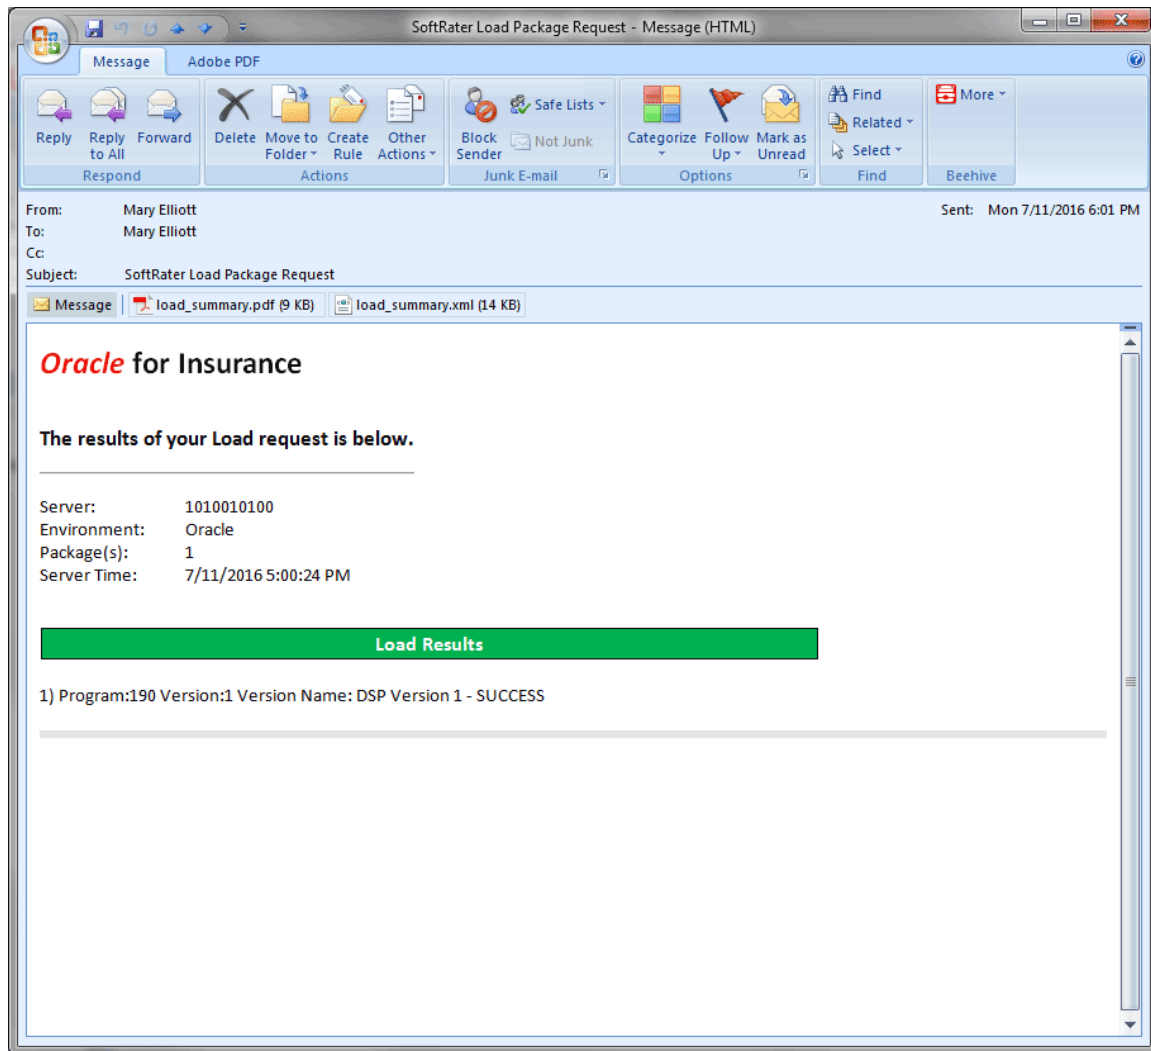 SoftRater Load Package Request - Message (HTML)
Message Adobe PDF
Reply Reply to All Forward Delete Move to Folder Create Rule Other Actions Block Sender Safe Lists Not Junk Categorize Follow Up Mark as Unread Find Related Select More
Respond Actions Junk E-mail Options Find Beehive
From: Mary Elliott Sent: Mon 7/11/2016 6:01 PM
To: Mary Elliott
Cc:
Subject: SoftRater Load Package Request
Message load_summary.pdf (9 KB) load_summary.xml (14 KB)
Oracle for Insurance
The results of your Load request is below.
Server: 1010010100
Environment: Oracle
Package(s): 1
Server Time: 7/11/2016 5:00:24 PM
Load Results
1) Program:190 Version:1 Version Name: DSP Version 1 - SUCCESS